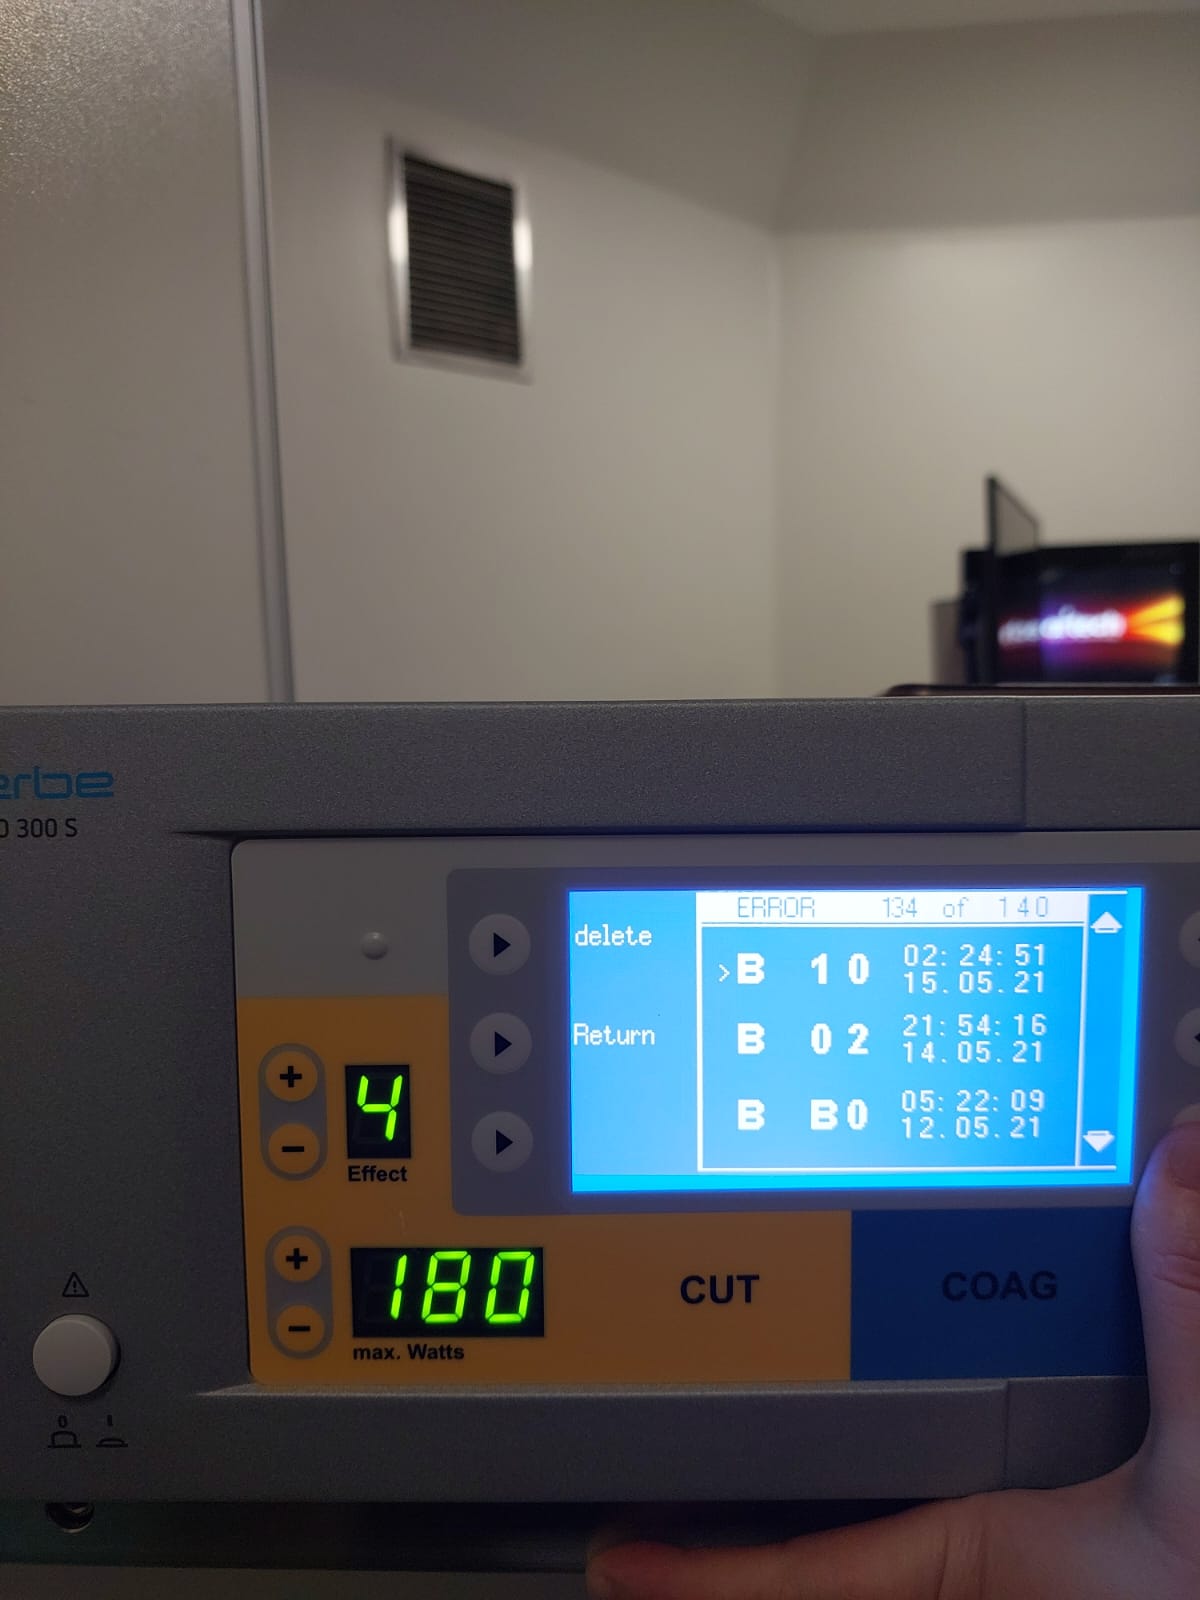 erbe
300 S
delete
Return
ERROR 134 of 140
>B 10 02:24:51
15.05.21
B 02 21:54:16
14.05.21
B B0 05:22:09
12.05.21
+
4
−
Effect
+
180
−
max. Watts
CUT
COAG
0 I